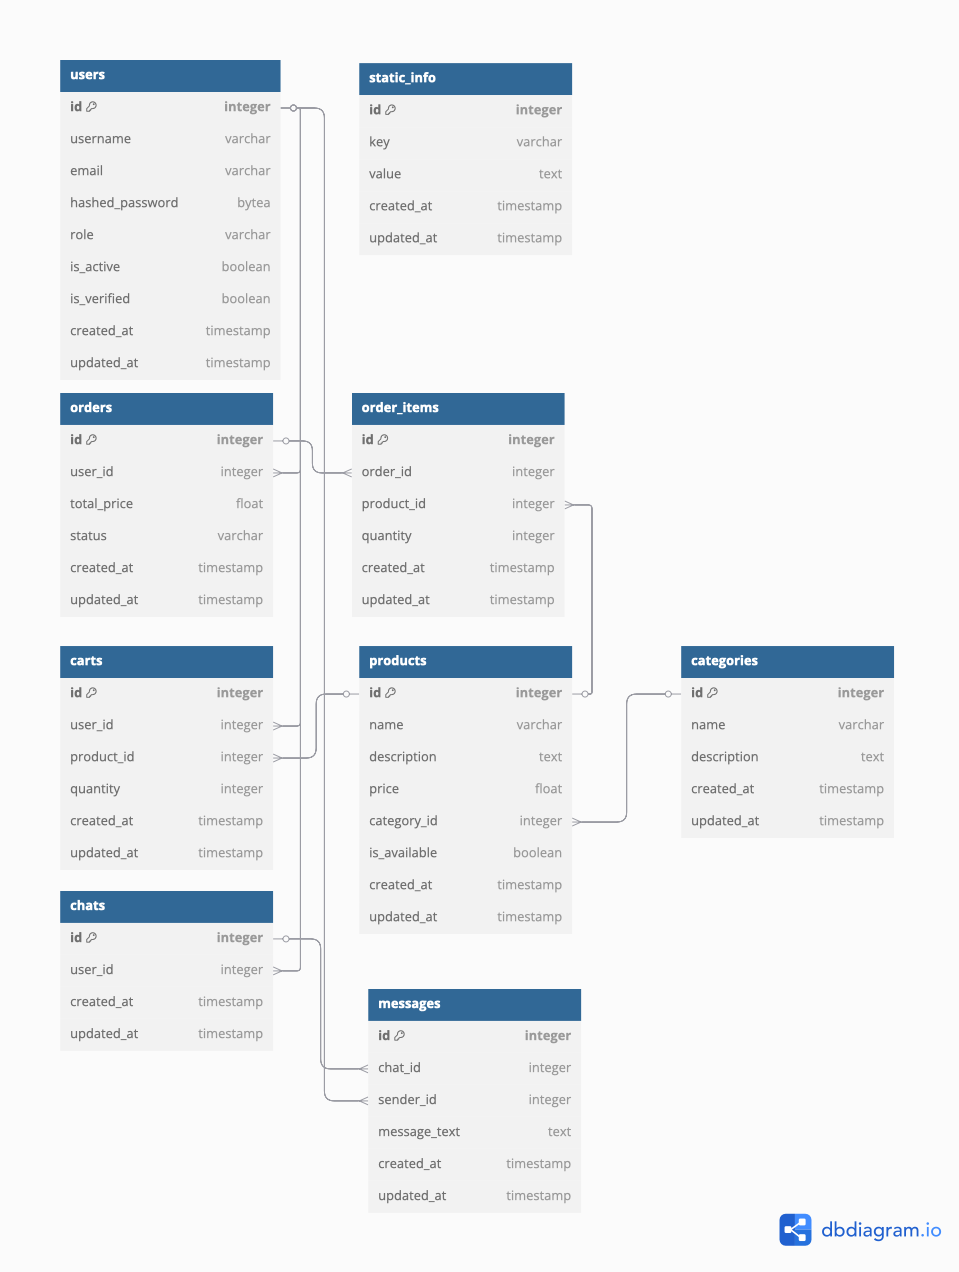 users
id integer
username varchar
email varchar
hashed_password bytea
role varchar
is_active boolean
is_verified boolean
created_at timestamp
updated_at timestamp
static_info
id integer
key varchar
value text
created_at timestamp
updated_at timestamp
orders
id integer
user_id integer
total_price float
status varchar
created_at timestamp
updated_at timestamp
order_items
id integer
order_id integer
product_id integer
quantity integer
created_at timestamp
updated_at timestamp
carts
id integer
user_id integer
product_id integer
quantity integer
created_at timestamp
updated_at timestamp
products
id integer
name varchar
description text
price float
category_id integer
is_available boolean
created_at timestamp
updated_at timestamp
categories
id integer
name varchar
description text
created_at timestamp
updated_at timestamp
chats
id integer
user_id integer
created_at timestamp
updated_at timestamp
messages
id integer
chat_id integer
sender_id integer
message_text text
created_at timestamp
updated_at timestamp
dbdiagram.io